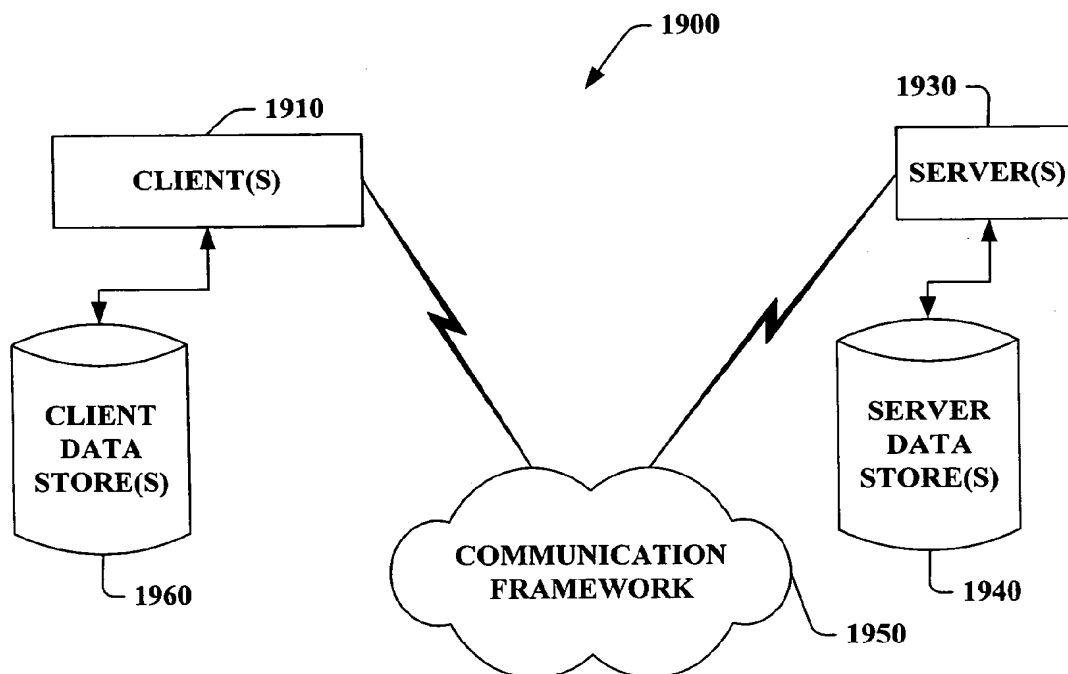 1900
1910
1930
CLIENT(S)
SERVER(S)
CLIENT
DATA
STORE(S)
SERVER
DATA
STORE(S)
COMMUNICATION
FRAMEWORK
1960
1940
1950